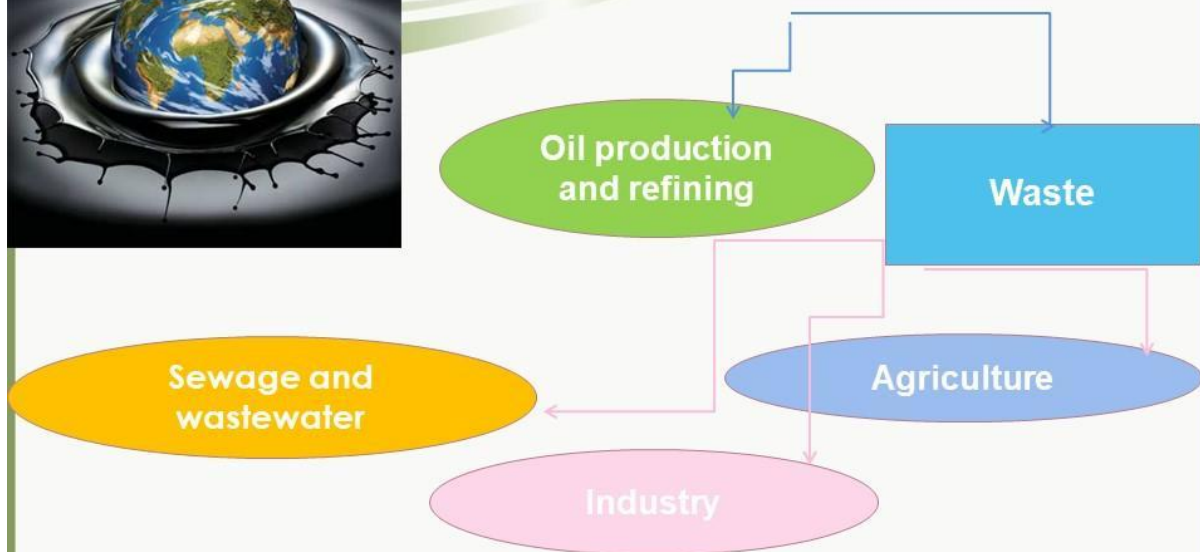 Oil production
and refining
Waste
Sewage and
wastewater
Agriculture
Industry